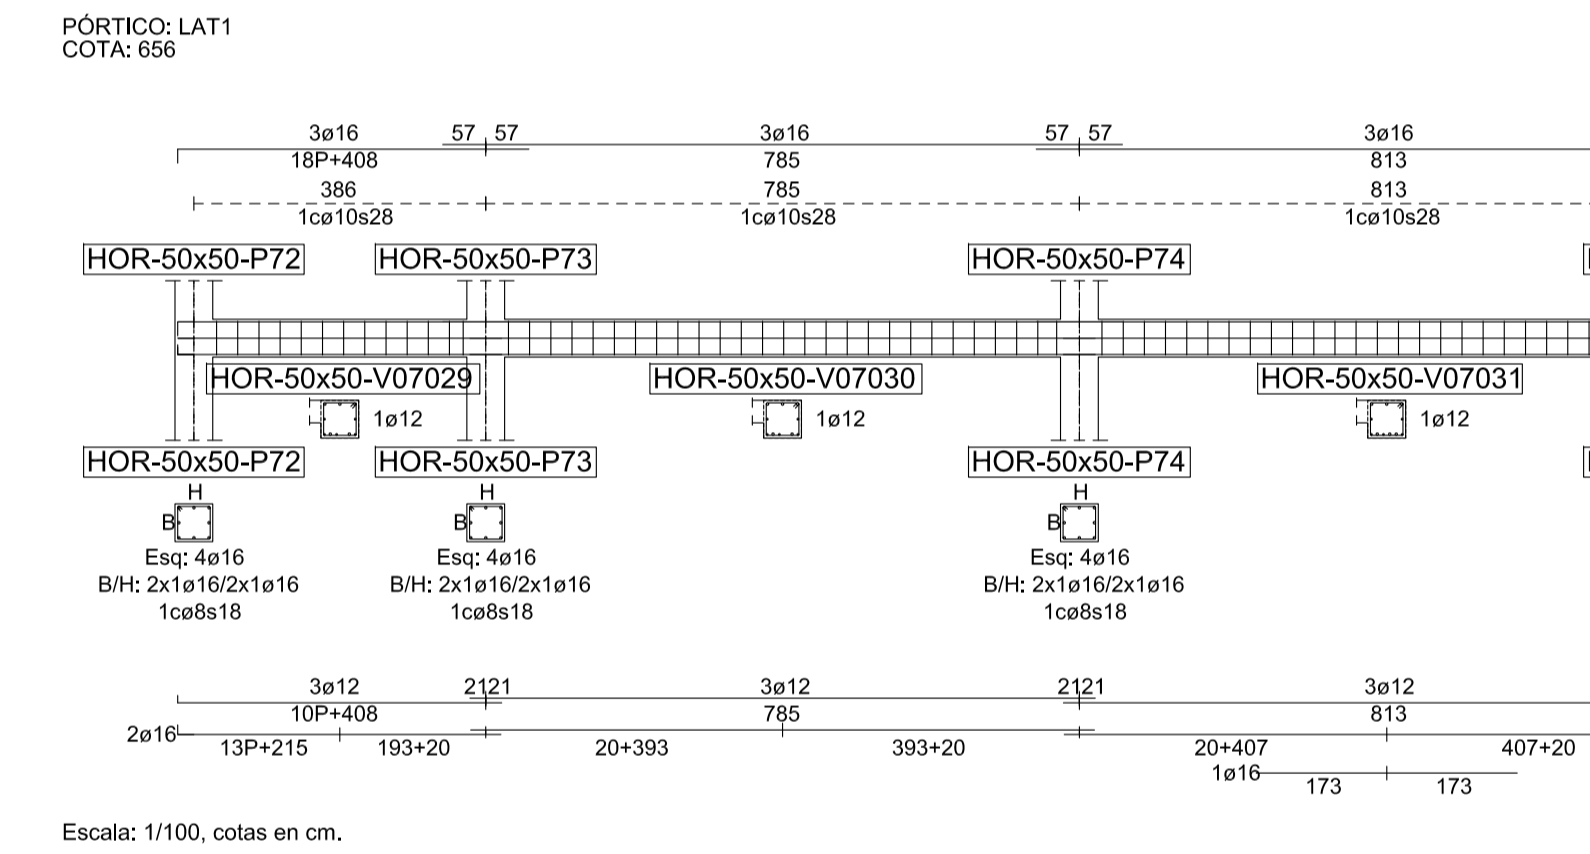 PÓRTICO: LAT1
COTA: 656
3ø16 57 57 3ø16 57 57 3ø16
18P+408 785 813
386 785 813
1cø10s28 1cø10s28 1cø10s28
HOR-50x50-P72 HOR-50x50-P73 HOR-50x50-P74
HOR-50x50-V07029 HOR-50x50-V07030 HOR-50x50-V07031
1ø12 1ø12 1ø12
HOR-50x50-P72 HOR-50x50-P73 HOR-50x50-P74
H H H
B B B
Esq: 4ø16 Esq: 4ø16 Esq: 4ø16
B/H: 2x1ø16/2x1ø16 B/H: 2x1ø16/2x1ø16 B/H: 2x1ø16/2x1ø16
1cø8s18 1cø8s18 1cø8s18
3ø12 2121 3ø12 2121 3ø12
10P+408 785 813
2ø16 13P+215 193+20 20+393 393+20 20+407 407+20
1ø16 173 173
Escala: 1/100, cotas en cm.